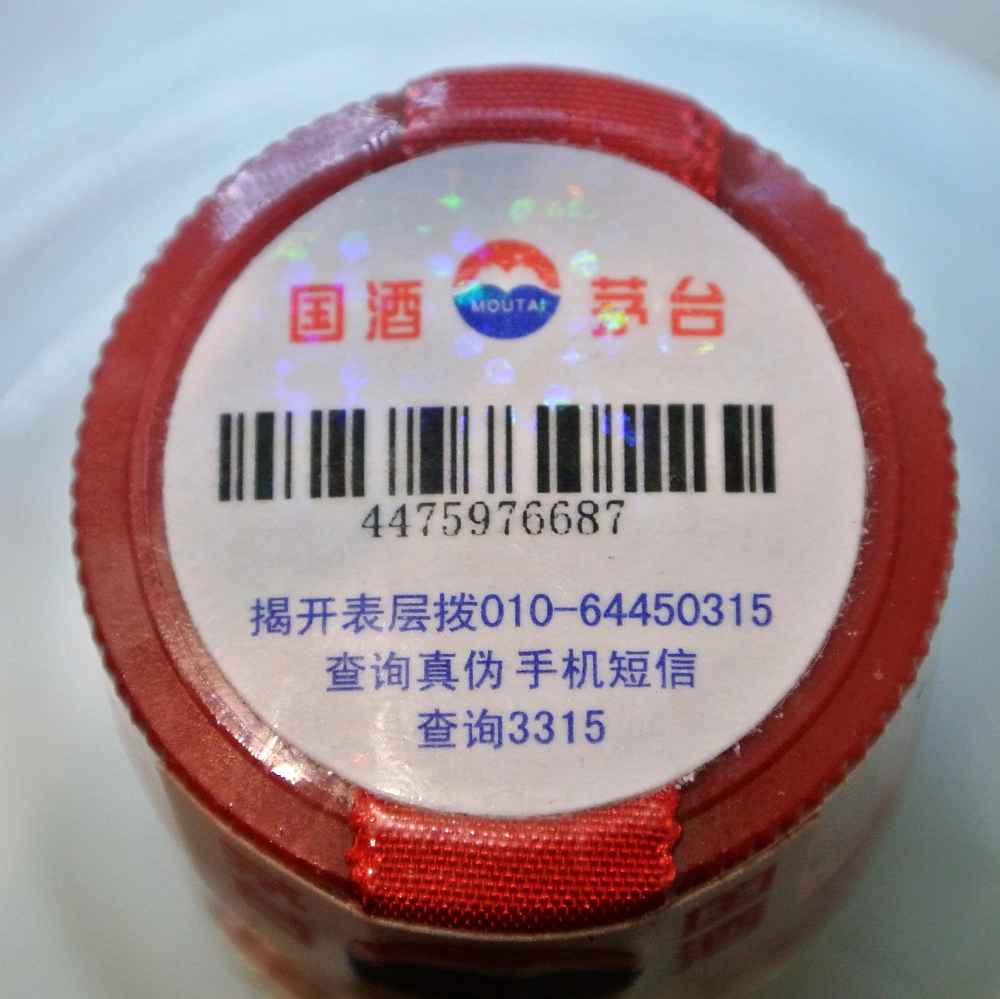 国酒 MOUTAI 茅台
4475976687
揭开表层拨010-64450315
查询真伪 手机短信
查询3315